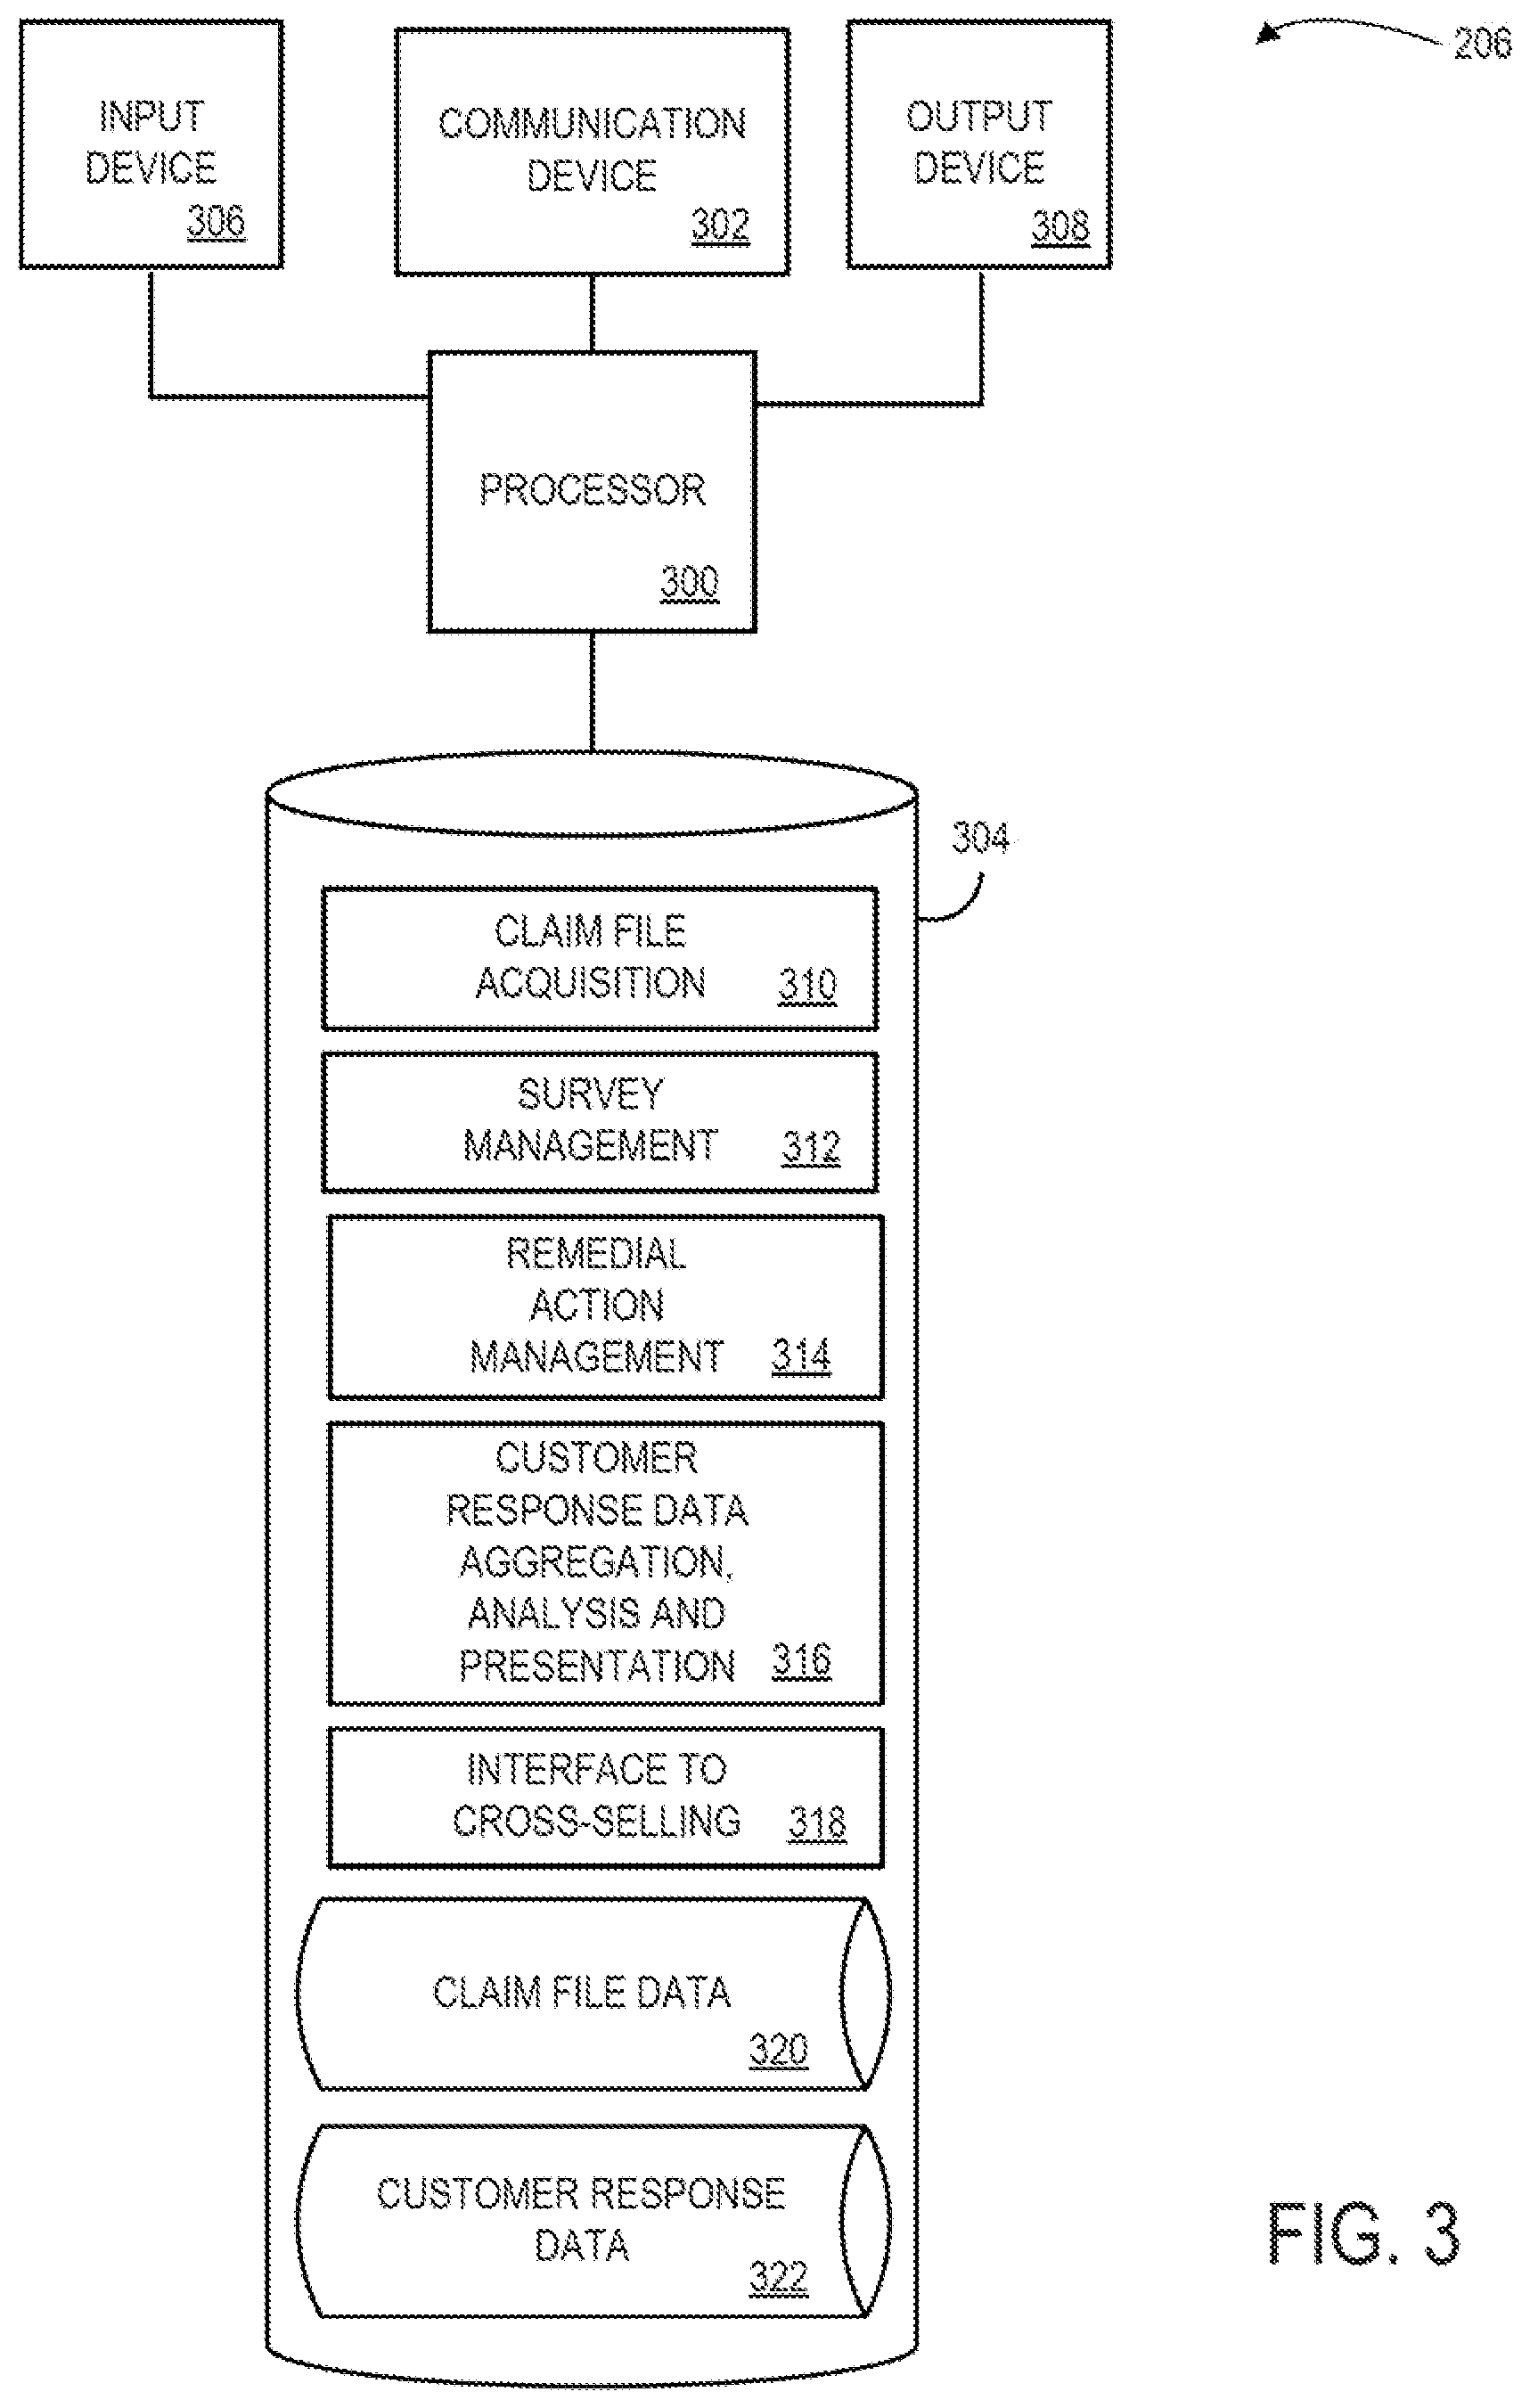 206
INPUT
DEVICE
306
COMMUNICATION
DEVICE
302
OUTPUT
DEVICE
308
PROCESSOR
300
304
CLAIM FILE
ACQUISITION 310
SURVEY
MANAGEMENT 312
REMEDIAL
ACTION
MANAGEMENT 314
CUSTOMER
RESPONSE DATA
AGGREGATION,
ANALYSIS AND
PRESENTATION 316
INTERFACE TO
CROSS-SELLING 318
CLAIM FILE DATA
320
CUSTOMER RESPONSE
DATA
322
FIG. 3